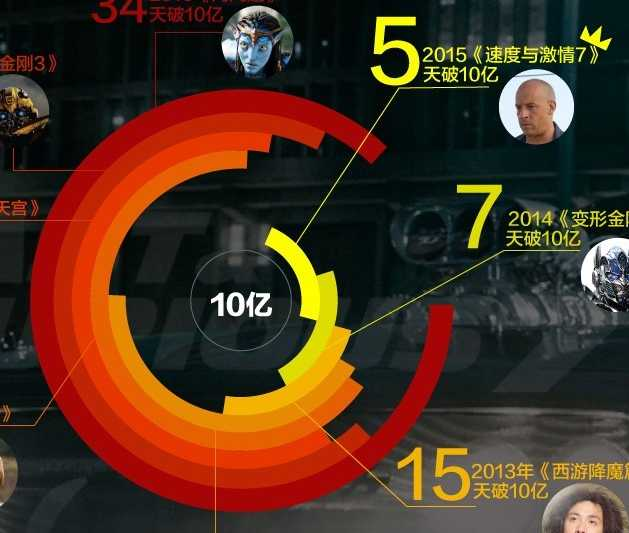 34
天破10亿
金刚3》
5
2015《速度与激情7》
天破10亿
天宫》
7
2014《变形金刚
天破10亿
10亿
》
15
2013年《西游降魔篇
天破10亿